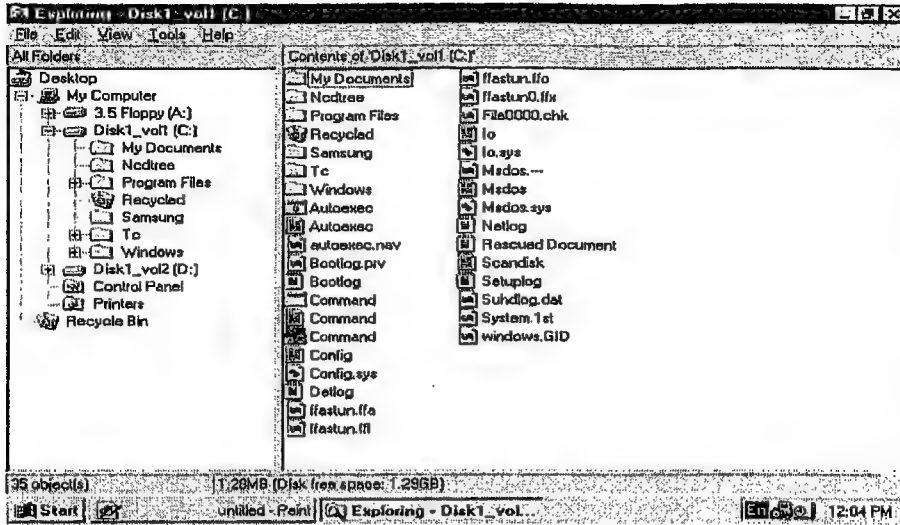 Exploring - Disk1_vol1 (C:)
File Edit View Tools Help
All Folders
Contents of 'Disk1_vol1 (C:)'
Desktop
My Computer
3.5 Floppy (A:)
Disk1_vol1 (C:)
My Documents
Ncdtree
Program Files
Recycled
Samsung
Tc
Windows
Disk1_vol2 (D:)
Control Panel
Printers
Recycle Bin
My Documents
Ncdtree
Program Files
Recycled
Samsung
Tc
Windows
Autoexec
Autoexec
autoexec.nav
Bootlog.prv
Bootlog
Command
Command
Command
Config
Config.sys
Detlog
ffastun.ffa
ffastun.ffl
ffastun.ffo
ffastun0.ffx
File0000.chk
Io
Io.sys
Msdos.---
Msdos
Msdos.sys
Netlog
Rescued Document
Scandisk
Setuplog
Suhdlog.dat
System.1st
windows.GID
35 object(s)
1.28MB (Disk free space: 1.29GB)
Start
untitled - Paint
Exploring - Disk1_vol...
En
12:04 PM